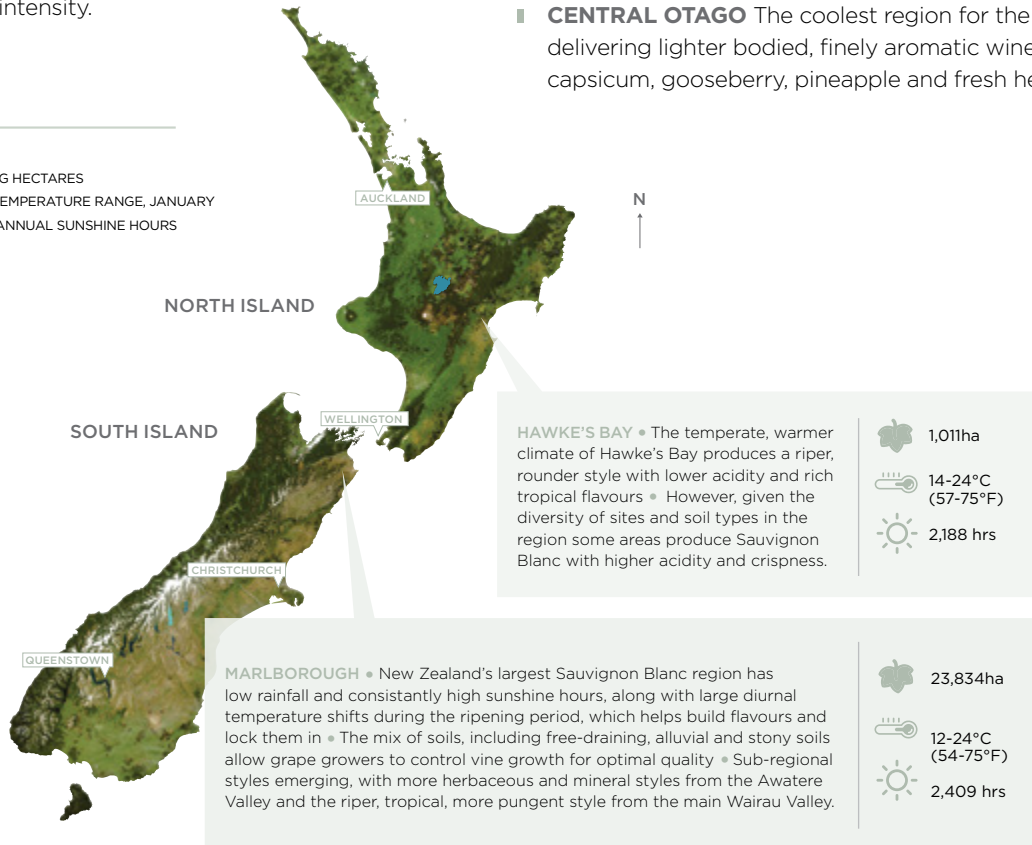 intensity.
CENTRAL OTAGO The coolest region for the
delivering lighter bodied, finely aromatic wine
capsicum, gooseberry, pineapple and fresh he
G HECTARES
EMPERATURE RANGE, JANUARY
ANNUAL SUNSHINE HOURS
AUCKLAND
N
NORTH ISLAND
SOUTH ISLAND
WELLINGTON
CHRISTCHURCH
QUEENSTOWN
HAWKE'S BAY • The temperate, warmer
climate of Hawke's Bay produces a riper,
rounder style with lower acidity and rich
tropical flavours • However, given the
diversity of sites and soil types in the
region some areas produce Sauvignon
Blanc with higher acidity and crispness.
1,011ha
14-24°C
(57-75°F)
2,188 hrs
MARLBOROUGH • New Zealand's largest Sauvignon Blanc region has
low rainfall and consistantly high sunshine hours, along with large diurnal
temperature shifts during the ripening period, which helps build flavours and
lock them in • The mix of soils, including free-draining, alluvial and stony soils
allow grape growers to control vine growth for optimal quality • Sub-regional
styles emerging, with more herbaceous and mineral styles from the Awatere
Valley and the riper, tropical, more pungent style from the main Wairau Valley.
23,834ha
12-24°C
(54-75°F)
2,409 hrs